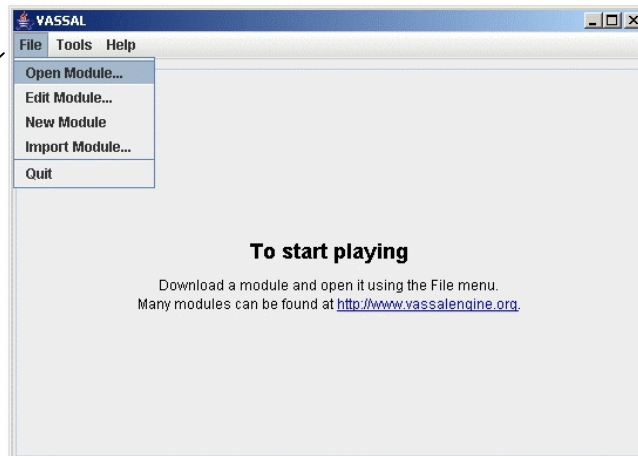 VASSAL
File Tools Help
Open Module...
Edit Module...
New Module
Import Module...
Quit
To start playing
Download a module and open it using the File menu.
Many modules can be found at http://www.vassalengine.org.